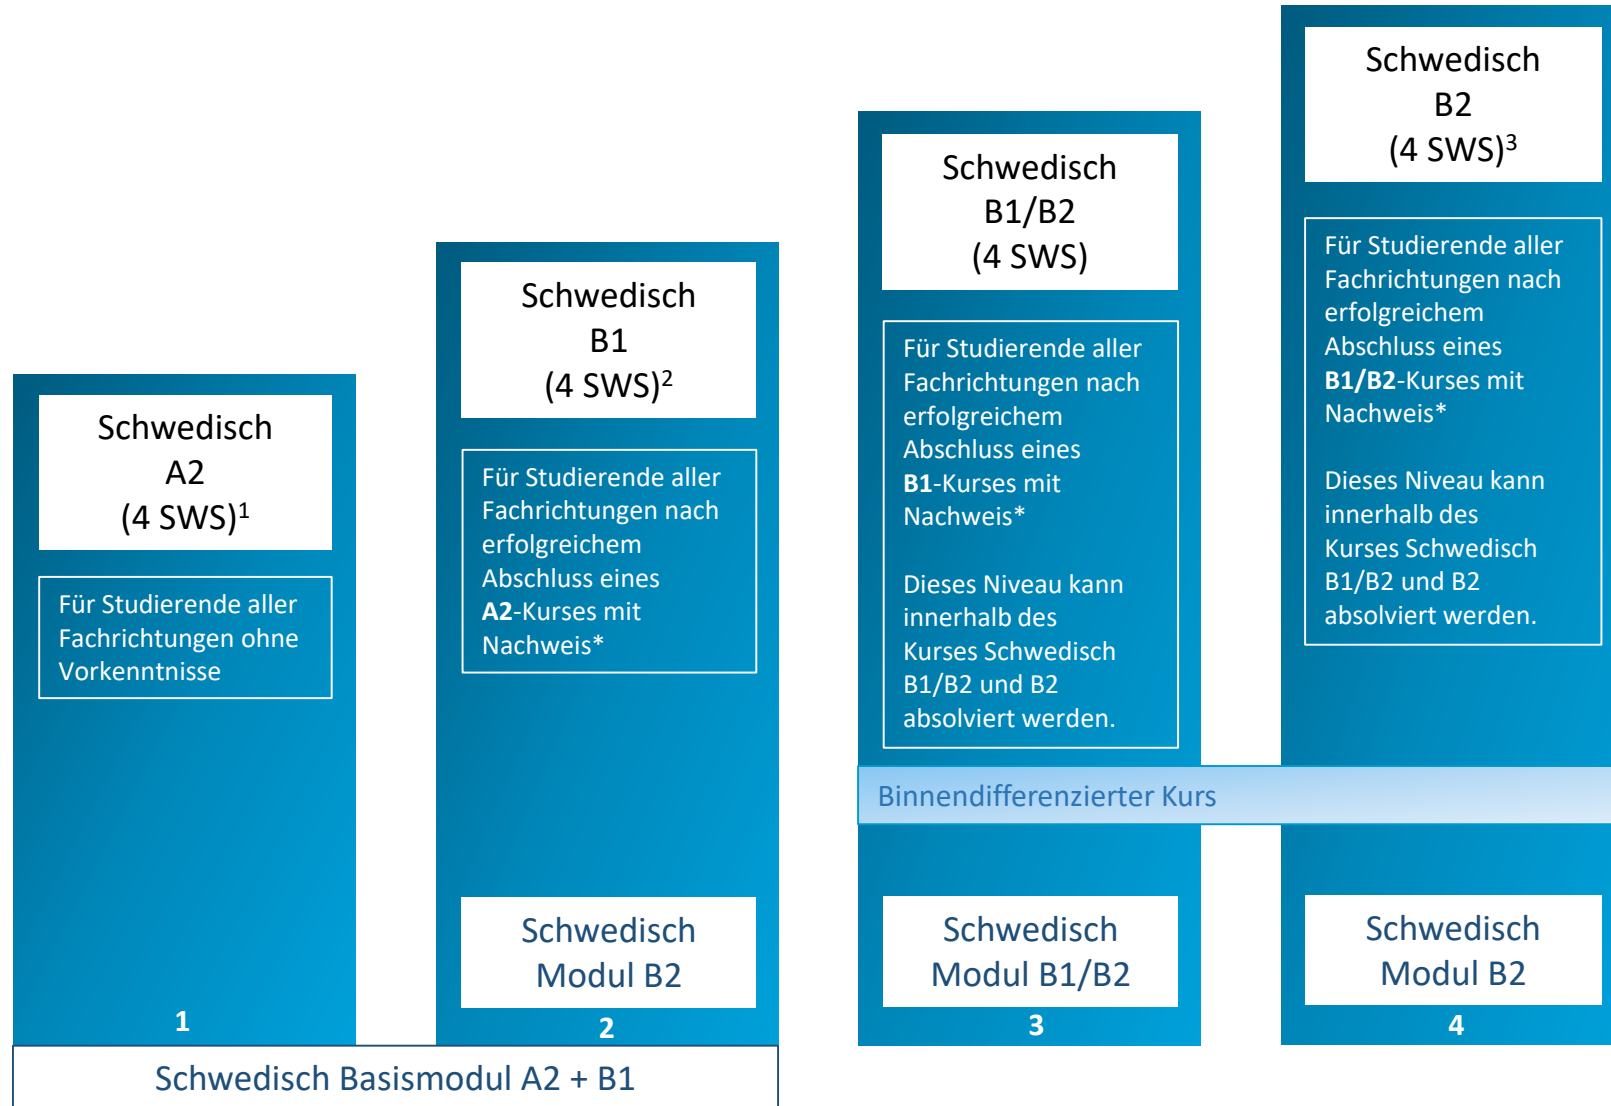 Schwedisch
A2
(4 SWS)¹
Für Studierende aller
Fachrichtungen ohne
Vorkenntnisse
1
Schwedisch
B1
(4 SWS)²
Für Studierende aller
Fachrichtungen nach
erfolgreichem
Abschluss eines
A2-Kurses mit
Nachweis*
Schwedisch
Modul B2
2
Schwedisch Basismodul A2 + B1
Schwedisch
B1/B2
(4 SWS)
Für Studierende aller
Fachrichtungen nach
erfolgreichem
Abschluss eines
B1-Kurses mit
Nachweis*
Dieses Niveau kann
innerhalb des
Kurses Schwedisch
B1/B2 und B2
absolviert werden.
Binnendifferenzierter Kurs
Schwedisch
Modul B1/B2
3
Schwedisch
B2
(4 SWS)³
Für Studierende aller
Fachrichtungen nach
erfolgreichem
Abschluss eines
B1/B2-Kurses mit
Nachweis*
Dieses Niveau kann
innerhalb des
Kurses Schwedisch
B1/B2 und B2
absolviert werden.
Schwedisch
Modul B2
4